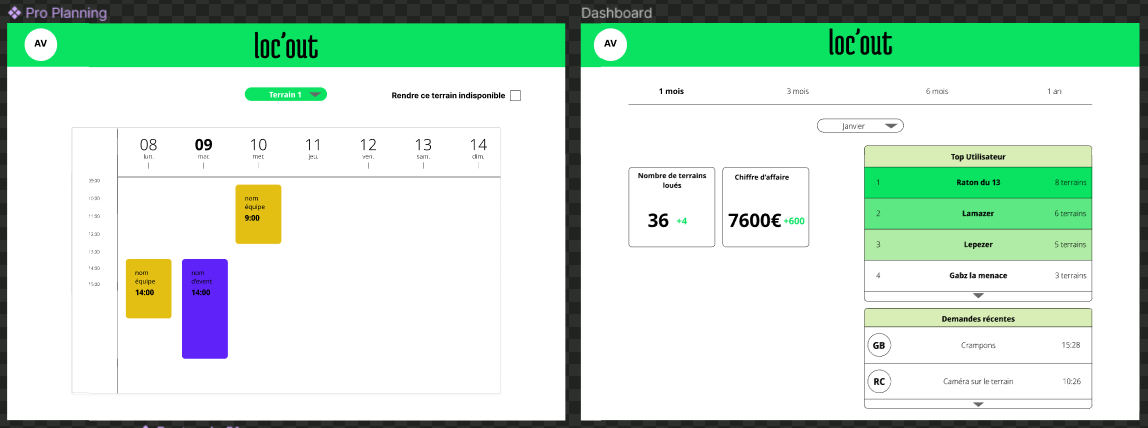 Pro Planning
AV
loc'out
Terrain 1
Rendre ce terrain indisponible
08 09 10 11 12 13 14
lun. mar. mer. jeu. ven. sam. dim.
09:00
10:00
11:00
12:00
13:00
14:00
15:00
nom
équipe
9:00
nom
équipe
14:00
nom
d'event
14:00
Dashboard
AV
loc'out
1 mois 3 mois 6 mois 1 an
Janvier
Nombre de terrains
loués
36 +4
Chiffre d'affaire
7600€ +600
Top Utilisateur
1 Raton du 13 8 terrains
2 Lamazer 6 terrains
3 Lepezer 5 terrains
4 Gabz la menace 3 terrains
Demandes récentes
GB Crampons 15:28
RC Caméra sur le terrain 10:26